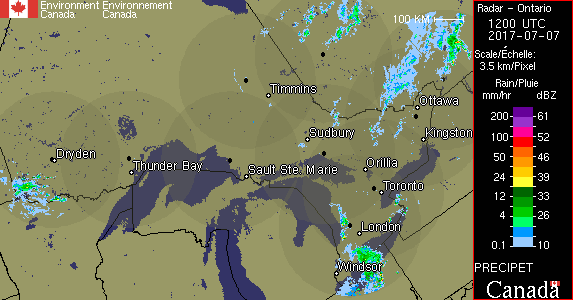 Environment Environnement
Canada Canada
Radar - Ontario
1200 UTC
2017-07-07
100 KM
Scale/Échelle:
3.5 km/Pixel
Rain/Pluie
mm/hr dBZ
200 61
100 52
50 46
24 39
12 33
4 26
0.1 10
PRECIPET
Canada
Timmins
Ottawa
Sudbury
Kingston
Dryden
Thunder Bay
Sault Ste. Marie
Orillia
Toronto
London
Windsor